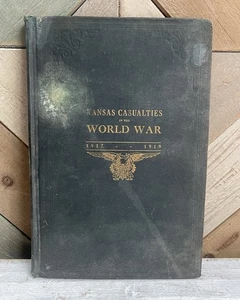 KANSAS CASUALTIES
IN THE
WORLD WAR
1917 - - 1919